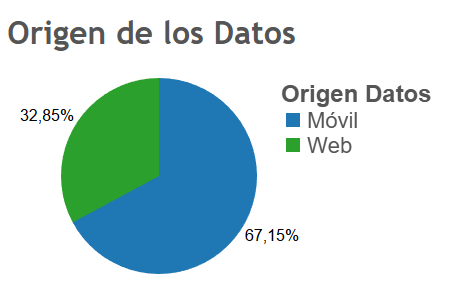 Origen de los Datos
Origen Datos
Móvil
Web
32,85%
67,15%